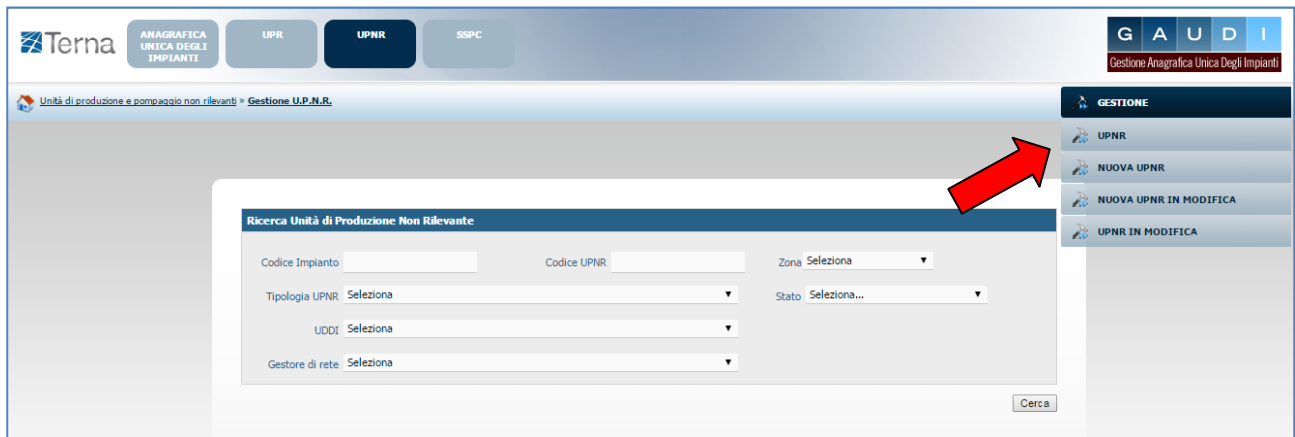 Terna
ANAGRAFICA
UNICA DEGLI
IMPIANTI
UPR
UPNR
SSPC
G A U D I
Gestione Anagrafica Unica Degli Impianti
Unità di produzione e pompaggio non rilevanti » Gestione U.P.N.R.
GESTIONE
UPNR
NUOVA UPNR
NUOVA UPNR IN MODIFICA
UPNR IN MODIFICA
Ricerca Unità di Produzione Non Rilevante
Codice Impianto Codice UPNR Zona Seleziona
Tipologia UPNR Seleziona Stato Seleziona...
UDDI Seleziona
Gestore di rete Seleziona
Cerca